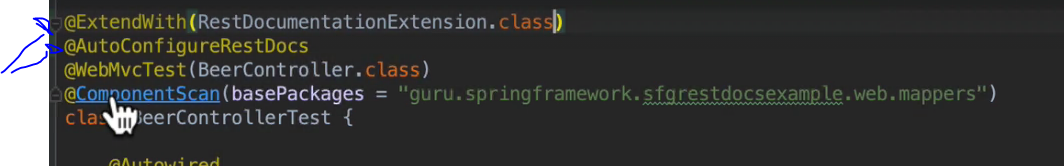 @ExtendWith(RestDocumentationExtension.class)
@AutoConfigureRestDocs
@WebMvcTest(BeerController.class)
@ComponentScan(basePackages = "guru.springframework.sfgrestdocsexample.web.mappers")
class BeerControllerTest {
@Autowired